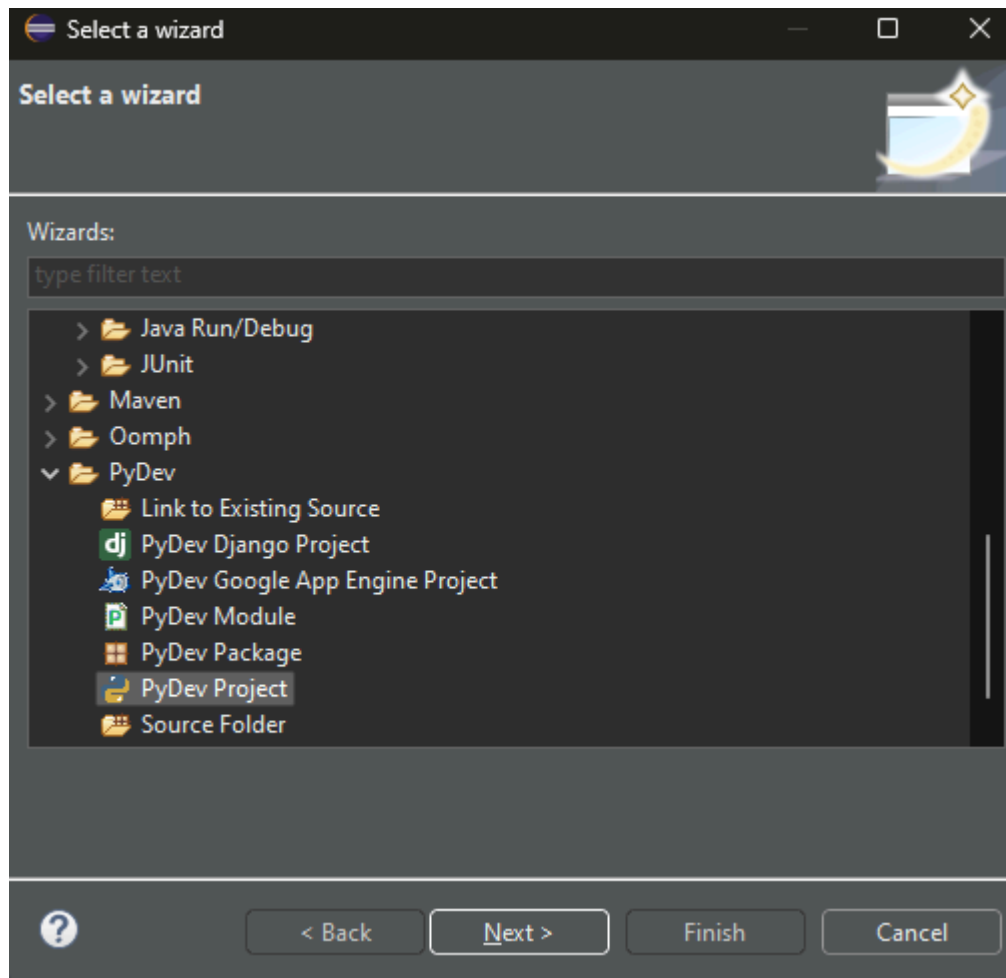 Select a wizard
Select a wizard
Wizards:
type filter text
Java Run/Debug
JUnit
Maven
Oomph
PyDev
Link to Existing Source
dj PyDev Django Project
PyDev Google App Engine Project
P PyDev Module
PyDev Package
PyDev Project
Source Folder
? < Back Next > Finish Cancel